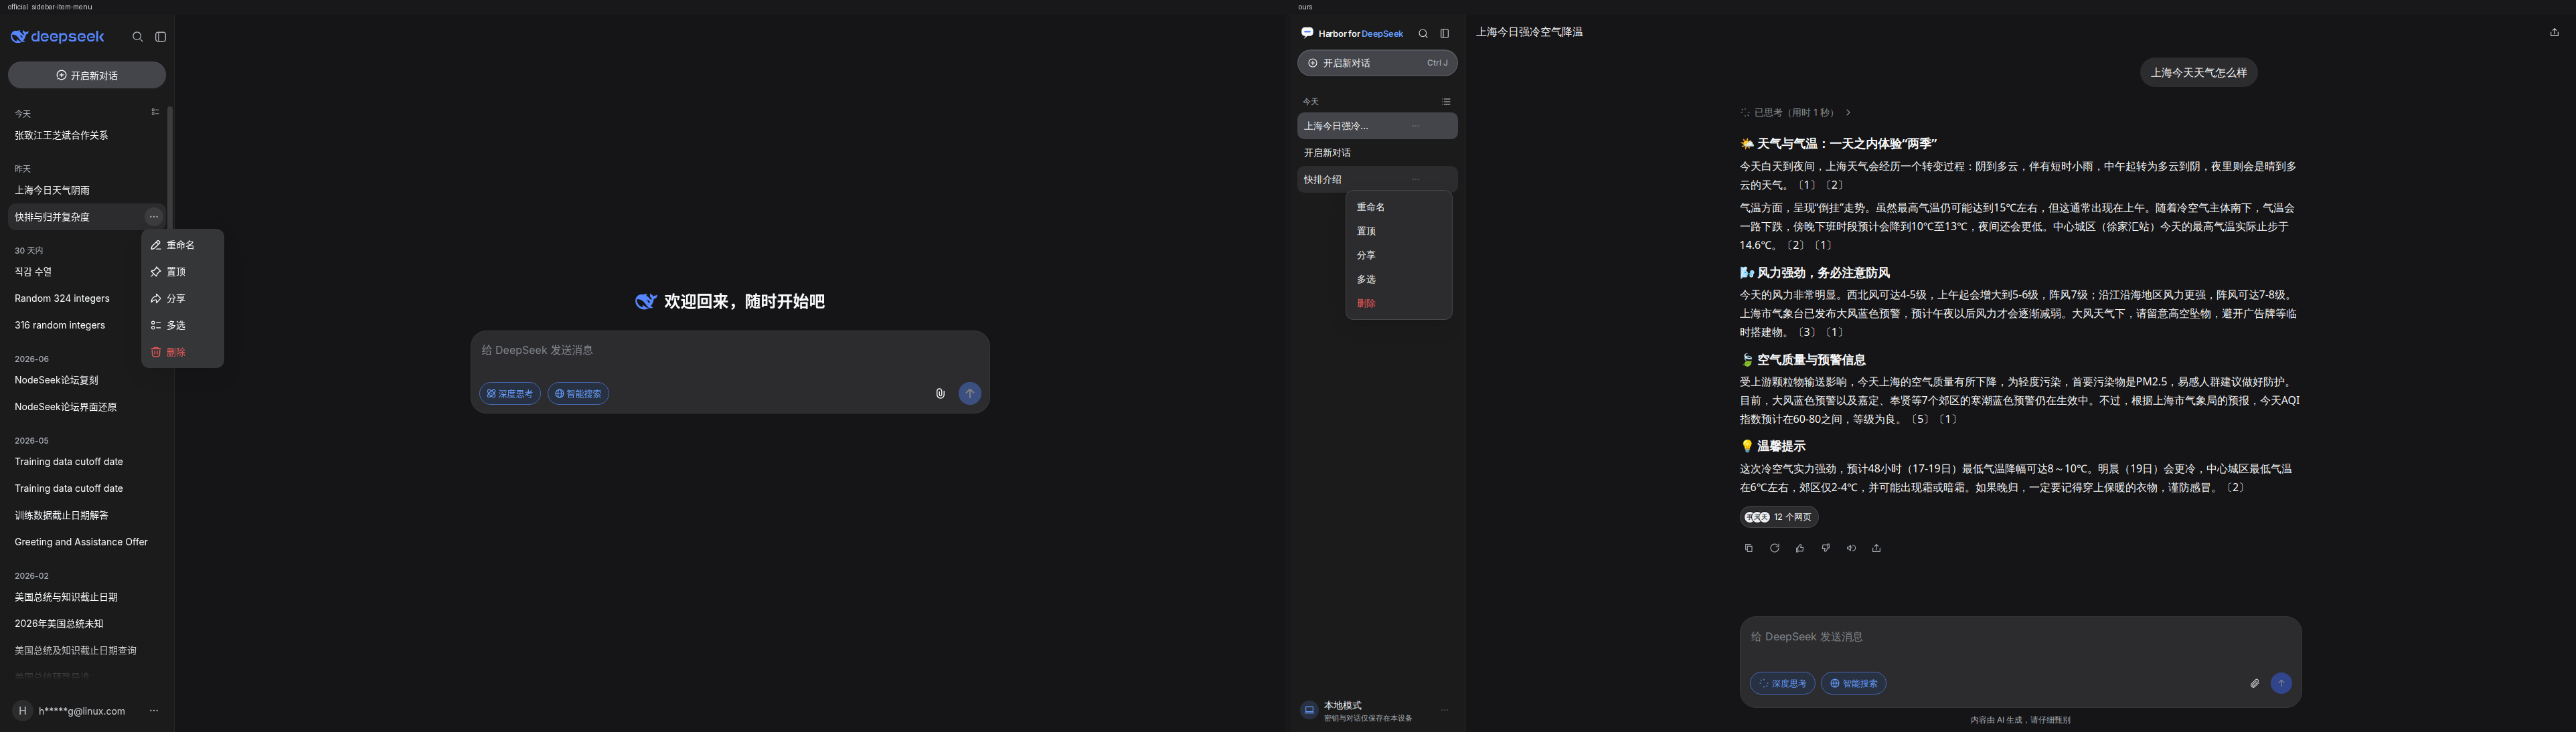 official sidebar-item-menu
deepseek
开启新对话
今天
张致江王芝斌合作关系
昨天
上海今日天气阴雨
快排与归并复杂度
30 天内
직감 수열
Random 324 integers
316 random integers
2026-06
NodeSeek论坛复刻
NodeSeek论坛界面还原
2026-05
Training data cutoff date
Training data cutoff date
训练数据截止日期解答
Greeting and Assistance Offer
2026-02
美国总统与知识截止日期
2026年美国总统未知
美国总统及知识截止日期查询
H h*****g@linux.com
重命名
置顶
分享
多选
删除
欢迎回来，随时开始吧
给 DeepSeek 发送消息
深度思考 智能搜索
ours
Harbor for DeepSeek
开启新对话 Ctrl J
今天
上海今日强冷...
开启新对话
快排介绍
重命名
置顶
分享
多选
删除
本地模式
密钥与对话仅保存在本设备
上海今日强冷空气降温
上海今天天气怎么样
已思考（用时 1 秒）
🌤️ 天气与气温：一天之内体验“两季”
今天白天到夜间，上海天气会经历一个转变过程：阴到多云，伴有短时小雨，中午起转为多云到阴，夜里则会是晴到多
云的天气。〔1〕〔2〕
气温方面，呈现“倒挂”走势。虽然最高气温仍可能达到15℃左右，但这通常出现在上午。随着冷空气主体南下，气温会
一路下跌，傍晚下班时段预计会降到10℃至13℃，夜间还会更低。中心城区（徐家汇站）今天的最高气温实际止步于
14.6℃。〔2〕〔1〕
🌬️ 风力强劲，务必注意防风
今天的风力非常明显。西北风可达4-5级，上午起会增大到5-6级，阵风7级；沿江沿海地区风力更强，阵风可达7-8级。
上海市气象台已发布大风蓝色预警，预计午夜以后风力才会逐渐减弱。大风天气下，请留意高空坠物，避开广告牌等临
时搭建物。〔3〕〔1〕
🍃 空气质量与预警信息
受上游颗粒物输送影响，今天上海的空气质量有所下降，为轻度污染，首要污染物是PM2.5，易感人群建议做好防护。
目前，大风蓝色预警以及嘉定、奉贤等7个郊区的寒潮蓝色预警仍在生效中。不过，根据上海市气象局的预报，今天AQI
指数预计在60-80之间，等级为良。〔5〕〔1〕
💡 温馨提示
这次冷空气实力强劲，预计48小时（17-19日）最低气温降幅可达8～10℃。明晨（19日）会更冷，中心城区最低气温
在6℃左右，郊区仅2-4℃，并可能出现霜或暗霜。如果晚归，一定要记得穿上保暖的衣物，谨防感冒。〔2〕
12 个网页
给 DeepSeek 发送消息
深度思考 智能搜索
内容由 AI 生成，请仔细甄别